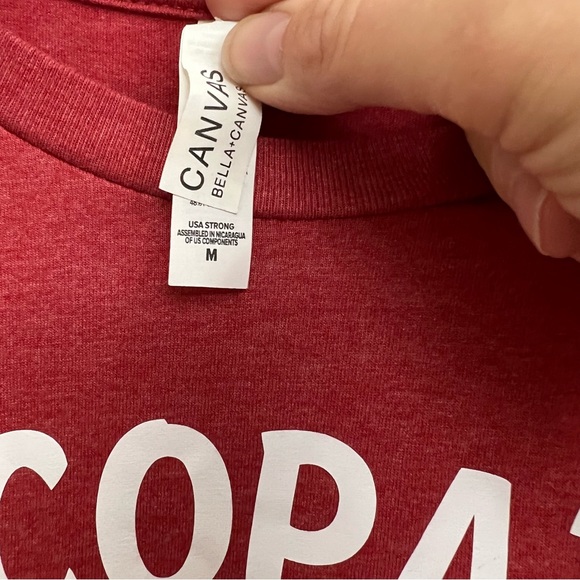 CANVAS
BELLA+CANVAS
USA STRONG
ASSEMBLED IN NICARAGUA
OF US COMPONENTS
M
COPA